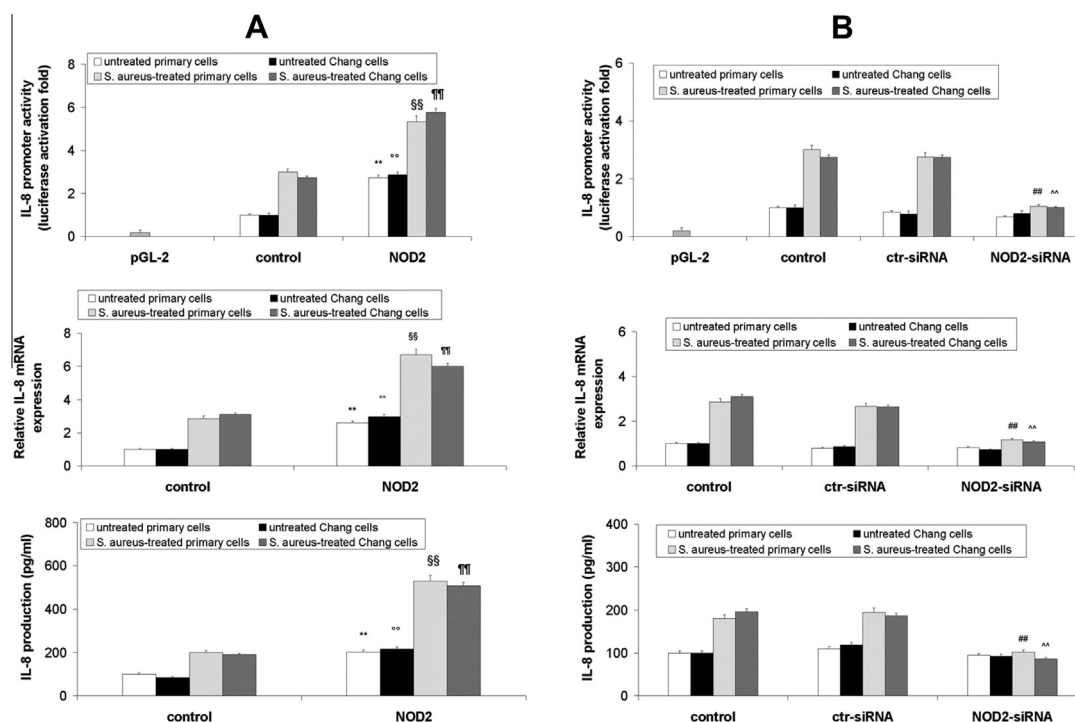 A
IL-8 promoter activity
(luciferase activation fold)
untreated primary cells
untreated Chang cells
S. aureus-treated primary cells
S. aureus-treated Chang cells
8
6
4
2
0
** °° §§ ¶¶
pGL-2 control NOD2
Relative IL-8 mRNA
expression
untreated primary cells
untreated Chang cells
S. aureus-treated primary cells
S. aureus-treated Chang cells
8
6
4
2
0
** °° §§ ¶¶
control NOD2
IL-8 production (pg/ml)
untreated primary cells
untreated Chang cells
S. aureus-treated primary cells
S. aureus-treated Chang cells
800
600
400
200
0
** °° §§ ¶¶
control NOD2
B
IL-8 promoter activity
(luciferase activation fold)
untreated primary cells
untreated Chang cells
S. aureus-treated primary cells
S. aureus-treated Chang cells
6
4
2
0
## ^^
pGL-2 control ctr-siRNA NOD2-siRNA
Relative IL-8 mRNA
expression
untreated primary cells
untreated Chang cells
S. aureus-treated primary cells
S. aureus-treated Chang cells
6
4
2
0
## ^^
control ctr-siRNA NOD2-siRNA
IL-8 production (pg/ml)
untreated primary cells
untreated Chang cells
S. aureus-treated primary cells
S. aureus-treated Chang cells
400
300
200
100
0
## ^^
control ctr-siRNA NOD2-siRNA